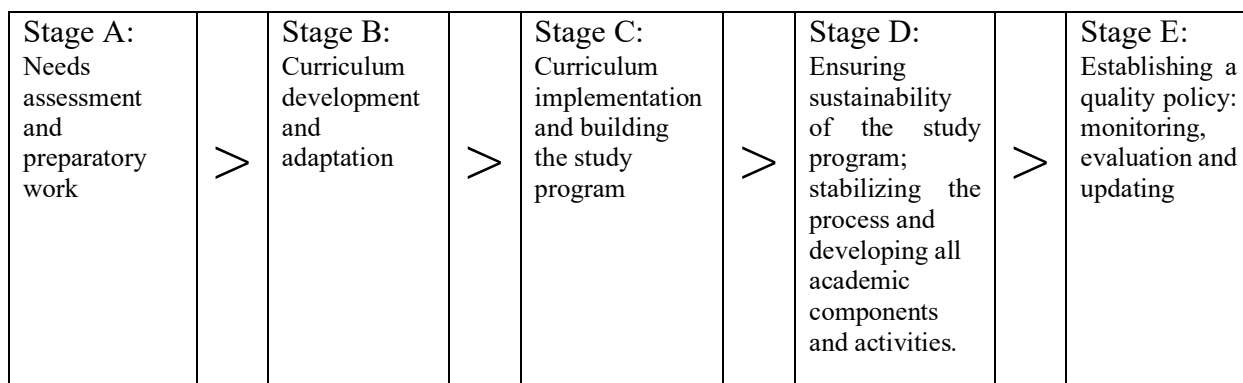 Stage A:
Needs
assessment
and
preparatory
work
>
Stage B:
Curriculum
development
and
adaptation
>
Stage C:
Curriculum
implementation
and building
the study
program
>
Stage D:
Ensuring
sustainability
of the study
program;
stabilizing the
process and
developing all
academic
components
and activities.
>
Stage E:
Establishing a
quality policy:
monitoring,
evaluation and
updating